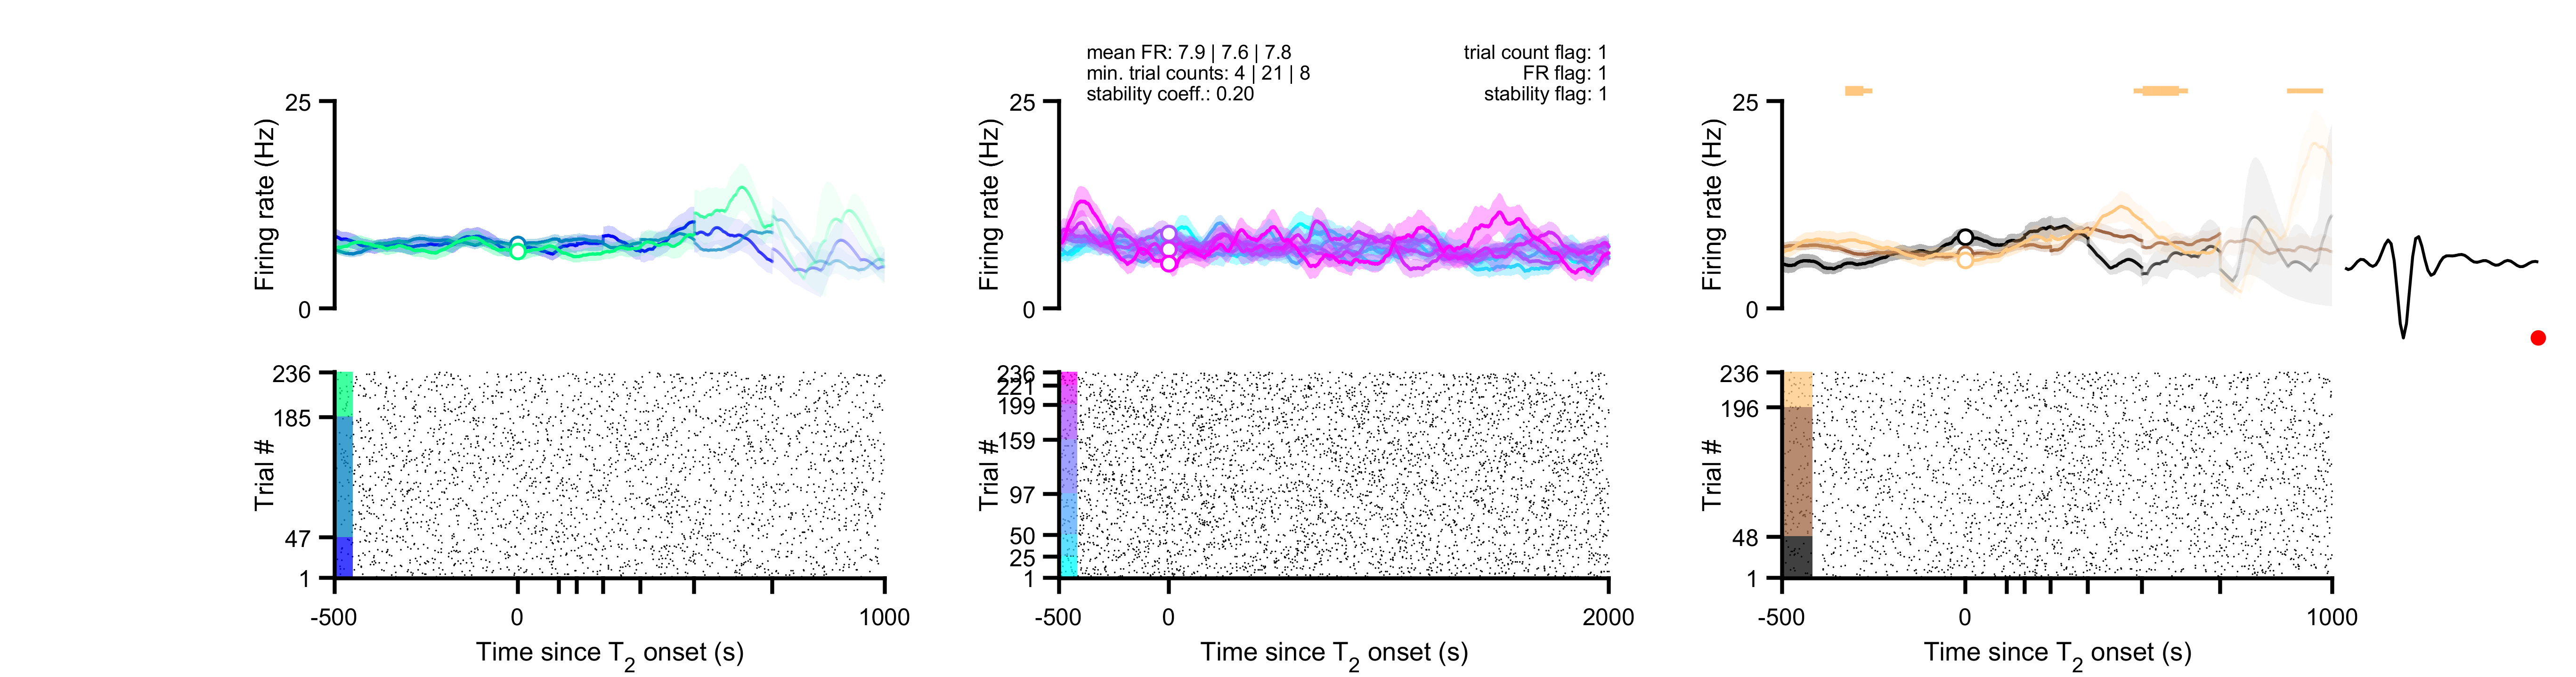 mean FR: 7.9 | 7.6 | 7.8
min. trial counts: 4 | 21 | 8
stability coeff.: 0.20
trial count flag: 1
FR flag: 1
stability flag: 1
25
Firing rate (Hz)
0
236
185
Trial #
47
1
-500
0
1000
Time since T2 onset (s)
25
Firing rate (Hz)
0
236
221
199
159
Trial #
97
50
25
1
-500
0
2000
Time since T2 onset (s)
25
Firing rate (Hz)
0
236
196
Trial #
48
1
-500
0
1000
Time since T2 onset (s)